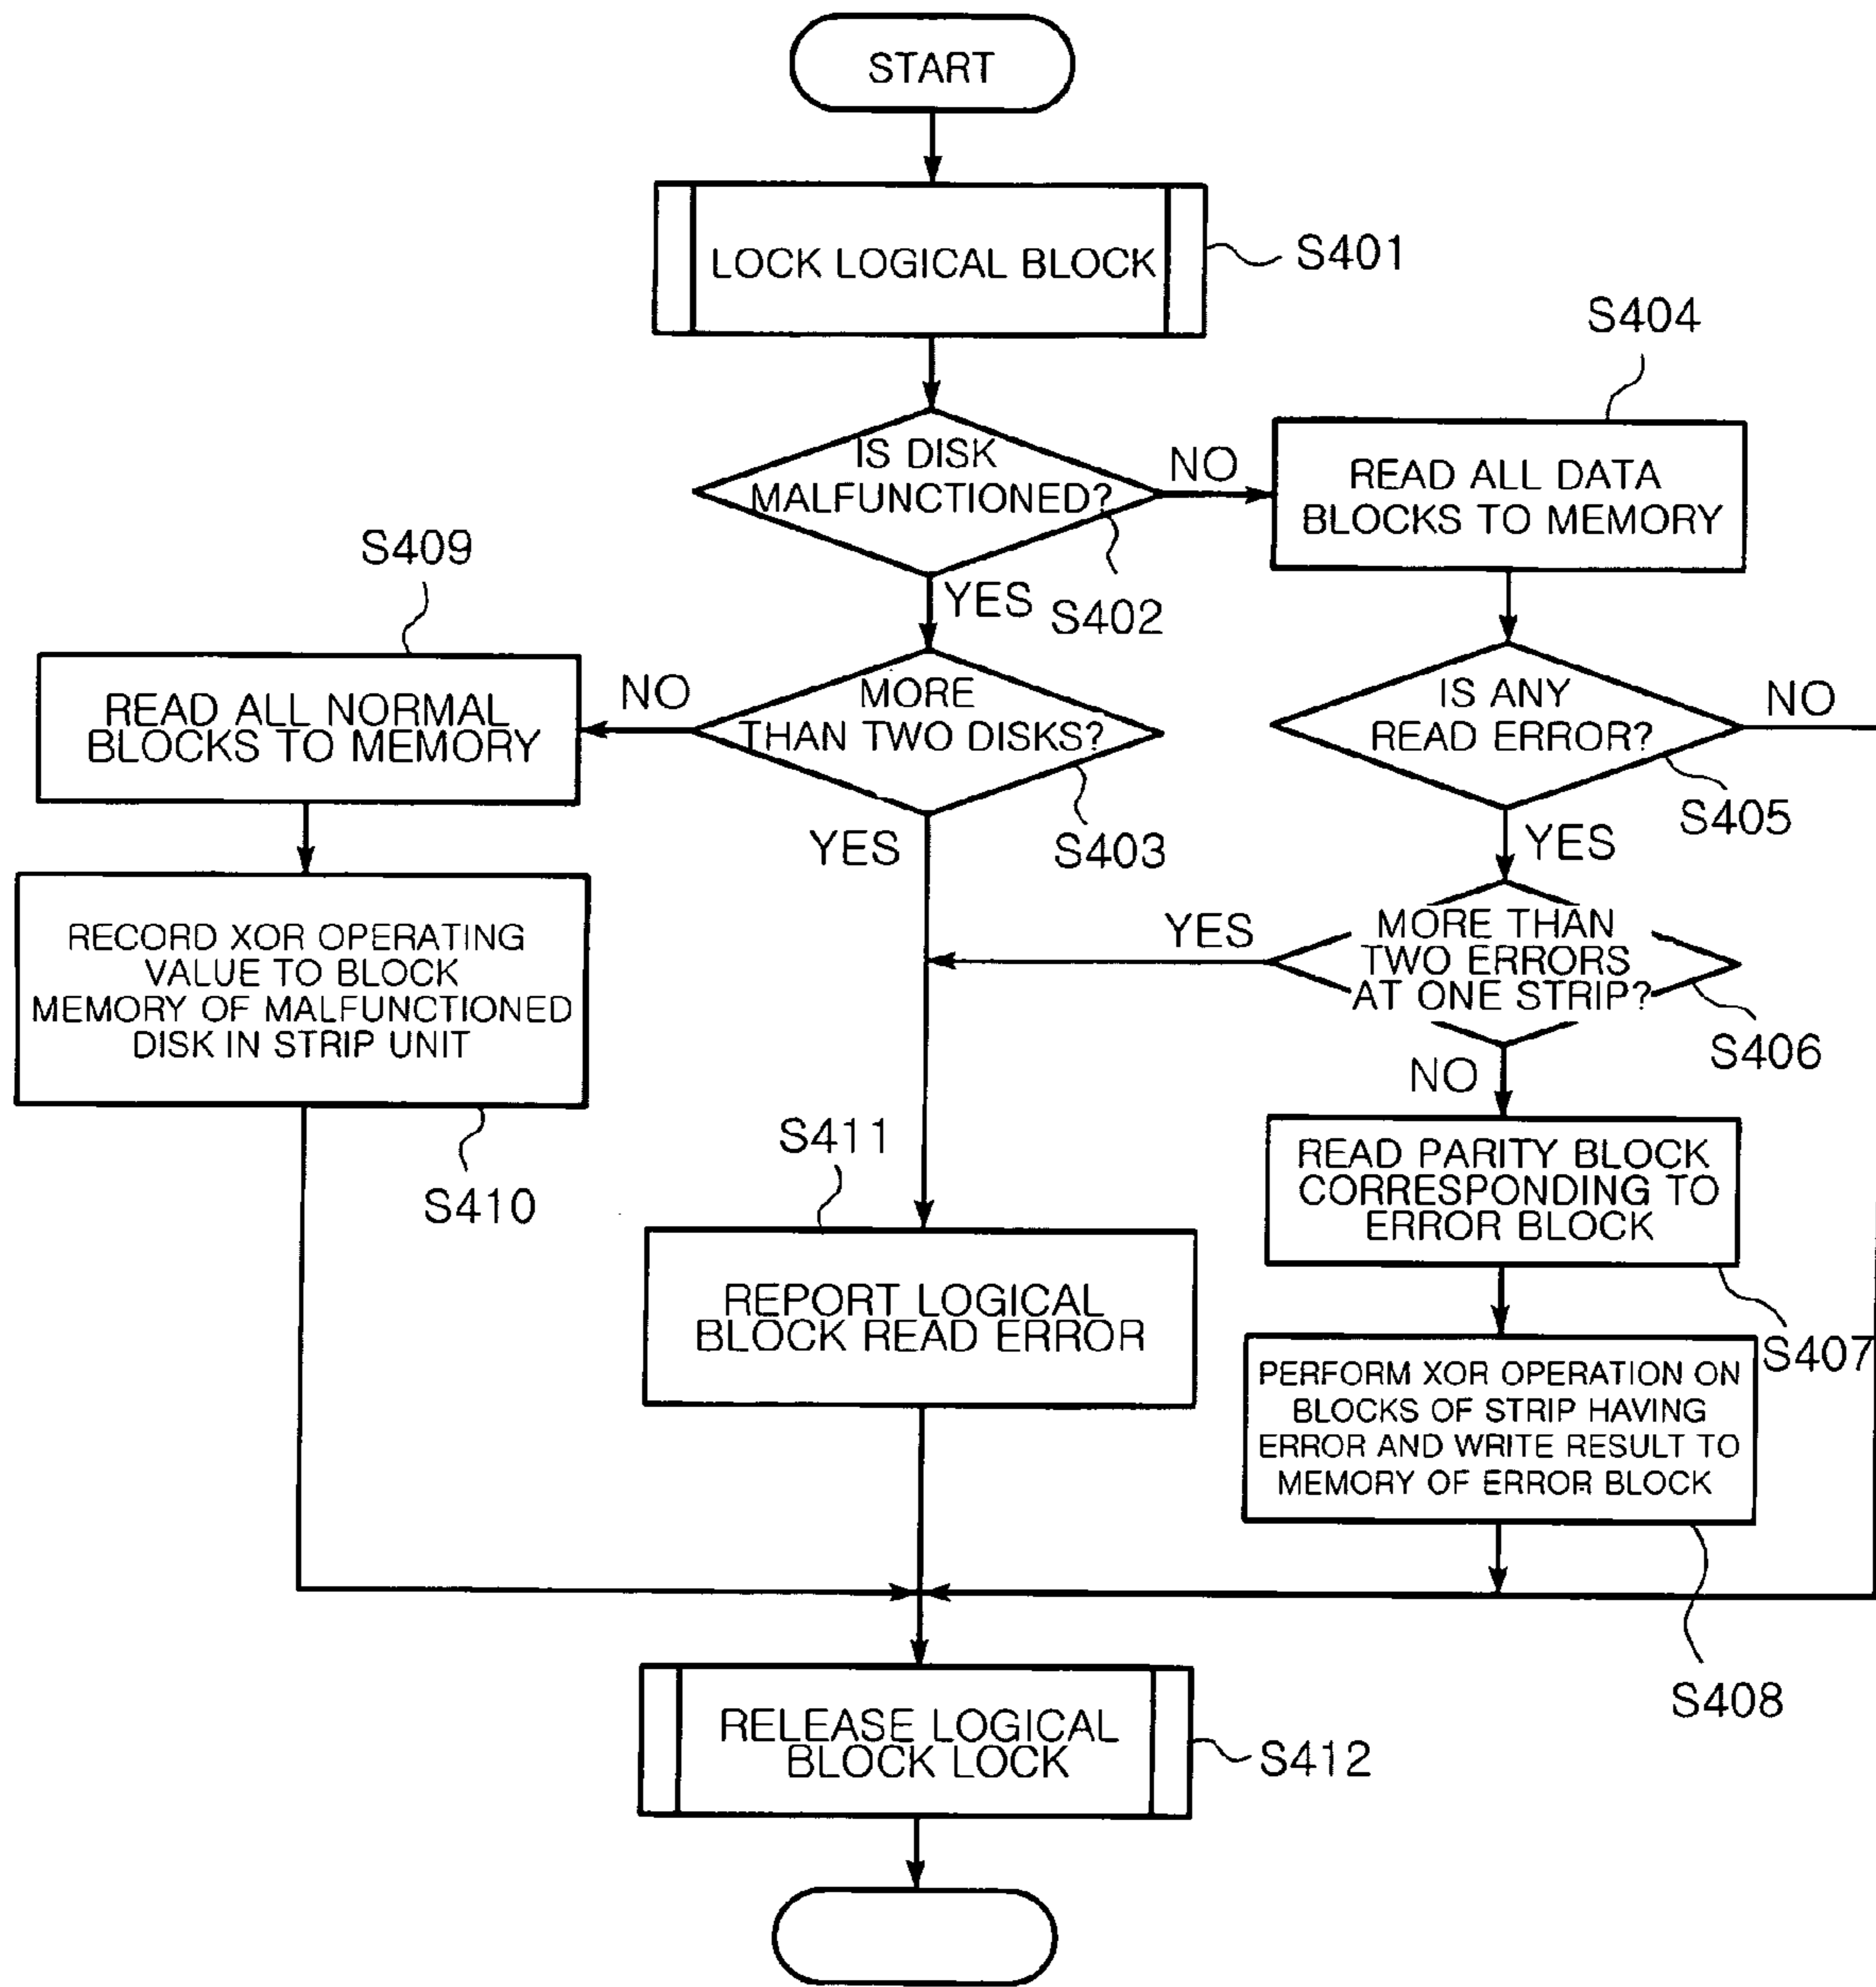 START
LOCK LOGICAL BLOCK
S401
S404
IS DISK
MALFUNCTIONED?
NO
READ ALL DATA
BLOCKS TO MEMORY
S409
YES
S402
READ ALL NORMAL
BLOCKS TO MEMORY
NO
MORE
THAN TWO DISKS?
IS ANY
READ ERROR?
NO
S405
YES
S403
YES
RECORD XOR OPERATING
VALUE TO BLOCK
MEMORY OF MALFUNCTIONED
DISK IN STRIP UNIT
YES
MORE THAN
TWO ERRORS
AT ONE STRIP?
S406
NO
S411
S410
READ PARITY BLOCK
CORRESPONDING TO
ERROR BLOCK
REPORT LOGICAL
BLOCK READ ERROR
S407
PERFORM XOR OPERATION ON
BLOCKS OF STRIP HAVING
ERROR AND WRITE RESULT TO
MEMORY OF ERROR BLOCK
S408
RELEASE LOGICAL
BLOCK LOCK
S412